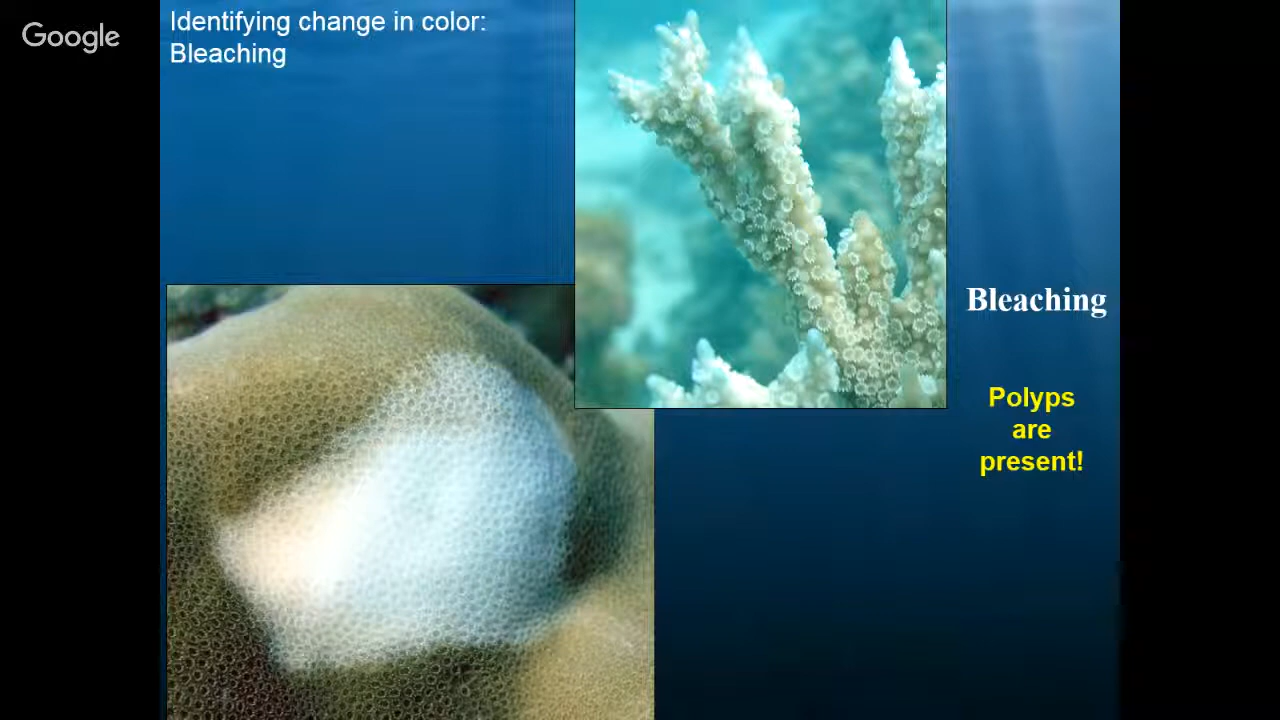 Google
Identifying change in color:
Bleaching
Bleaching
Polyps
are
present!